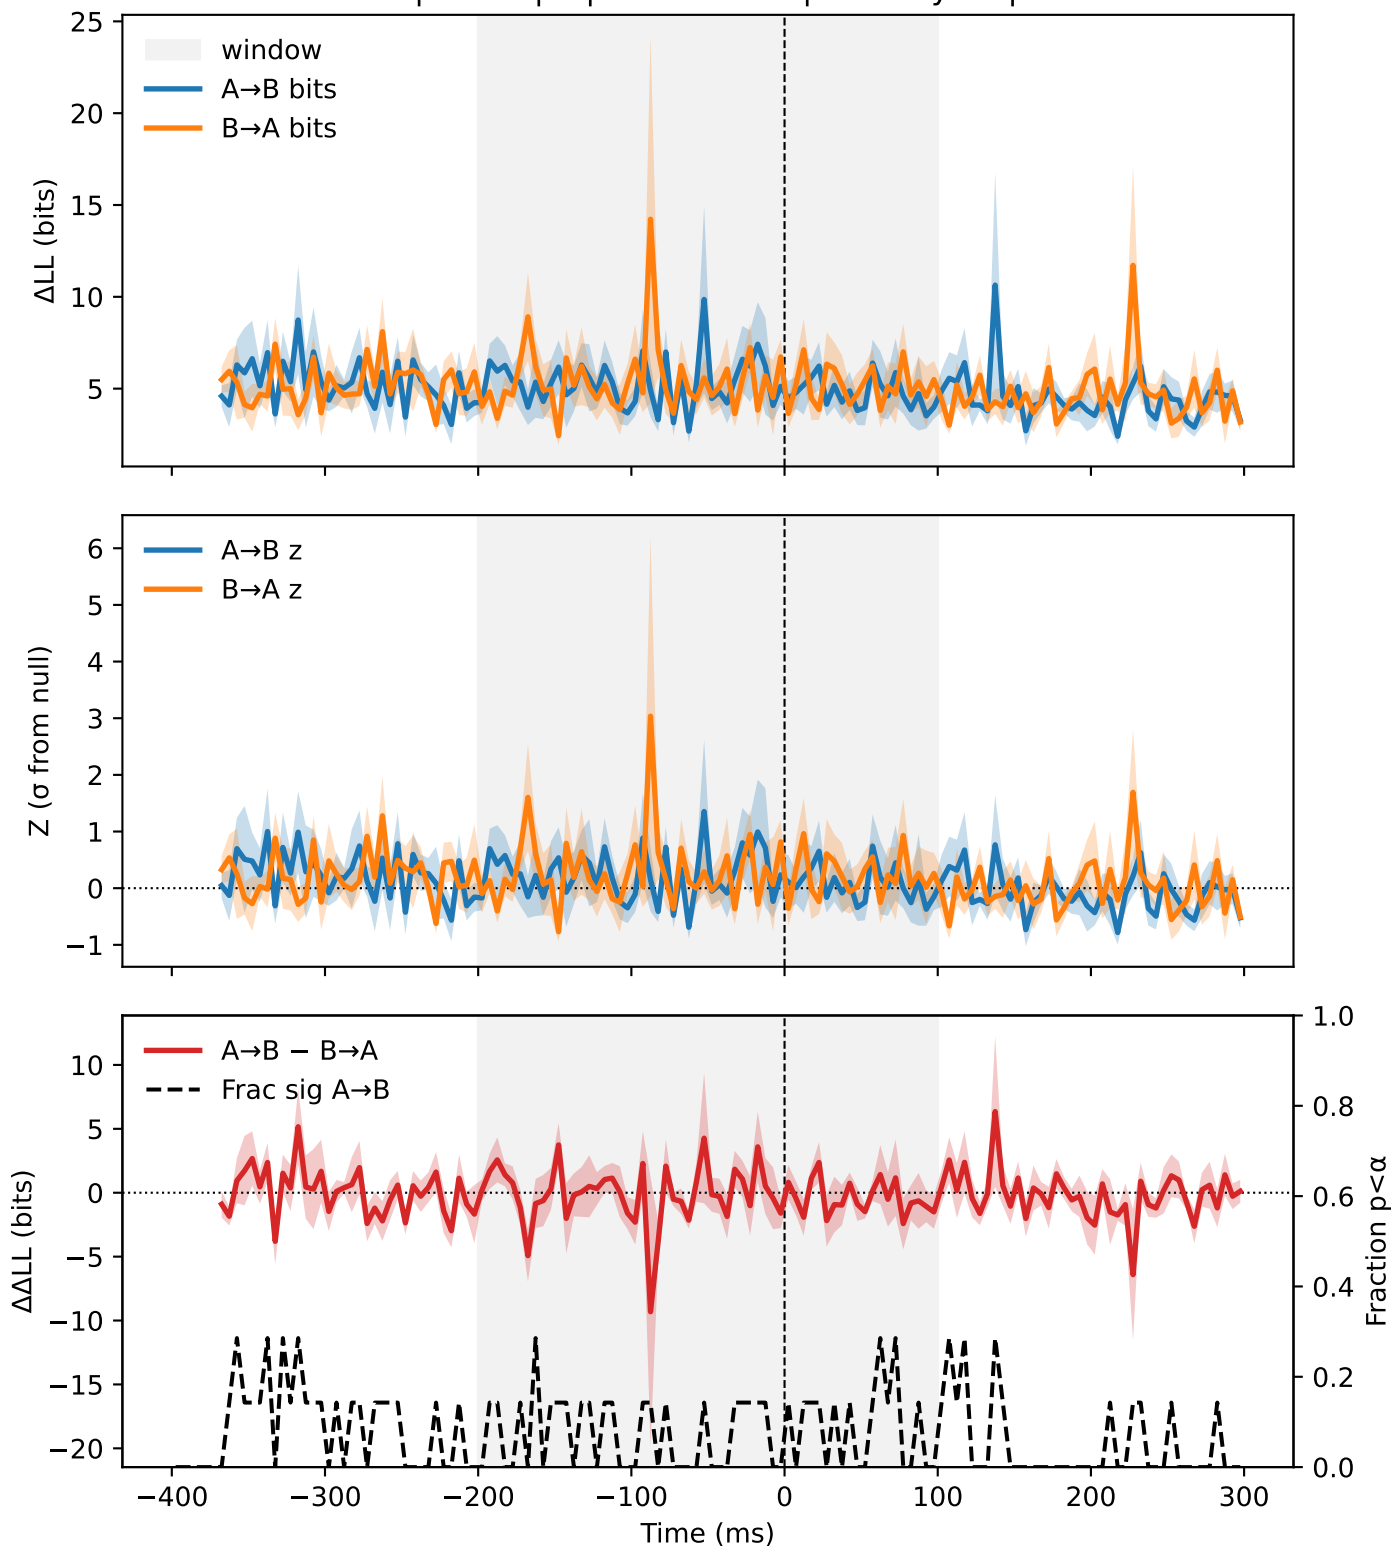 25
20
15
10
5
ΔLL (bits)
window
A→B bits
B→A bits
6
5
4
3
2
1
0
−1
Z (σ from null)
A→B z
B→A z
10
5
0
−5
−10
−15
−20
ΔΔLL (bits)
A→B − B→A
Frac sig A→B
1.0
0.8
0.6
0.4
0.2
0.0
Fraction p<α
−400
−300
−200
−100
0
100
200
300
Time (ms)